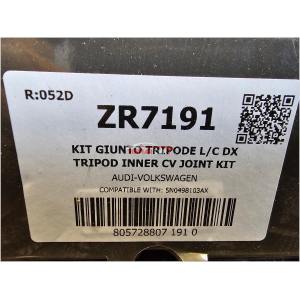 R:052D
ZR7191
KIT GIUNTO TRIPODE L/C DX
TRIPOD INNER CV JOINT KIT
AUDI-VOLKSWAGEN
COMPATIBLE WITH: 5N0498103AX
805728807 191 0